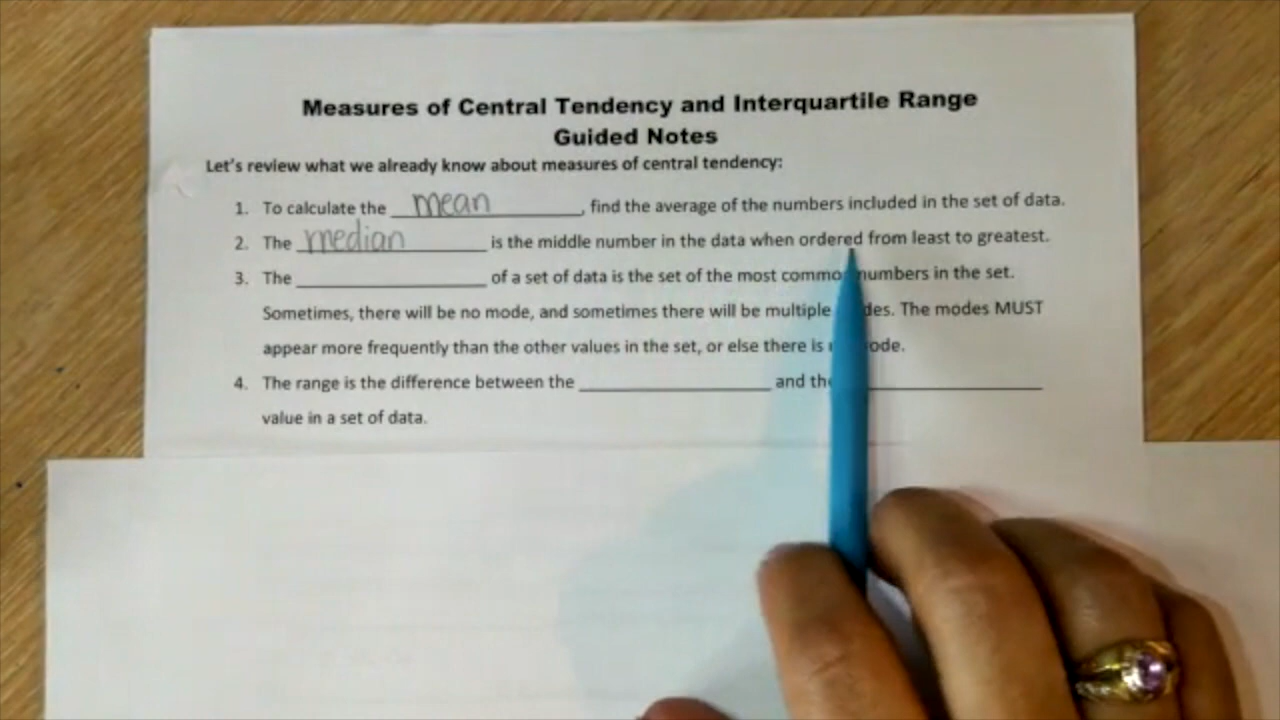 Measures of Central Tendency and Interquartile Range
Guided Notes
Let's review what we already know about measures of central tendency:
1. To calculate the mean, find the average of the numbers included in the set of data.
2. The median is the middle number in the data when ordered from least to greatest.
3. The ____________ of a set of data is the set of the most commo numbers in the set.
Sometimes, there will be no mode, and sometimes there will be multiple des. The modes MUST
appear more frequently than the other values in the set, or else there is ode.
4. The range is the difference between the ____________ and the ____________
value in a set of data.